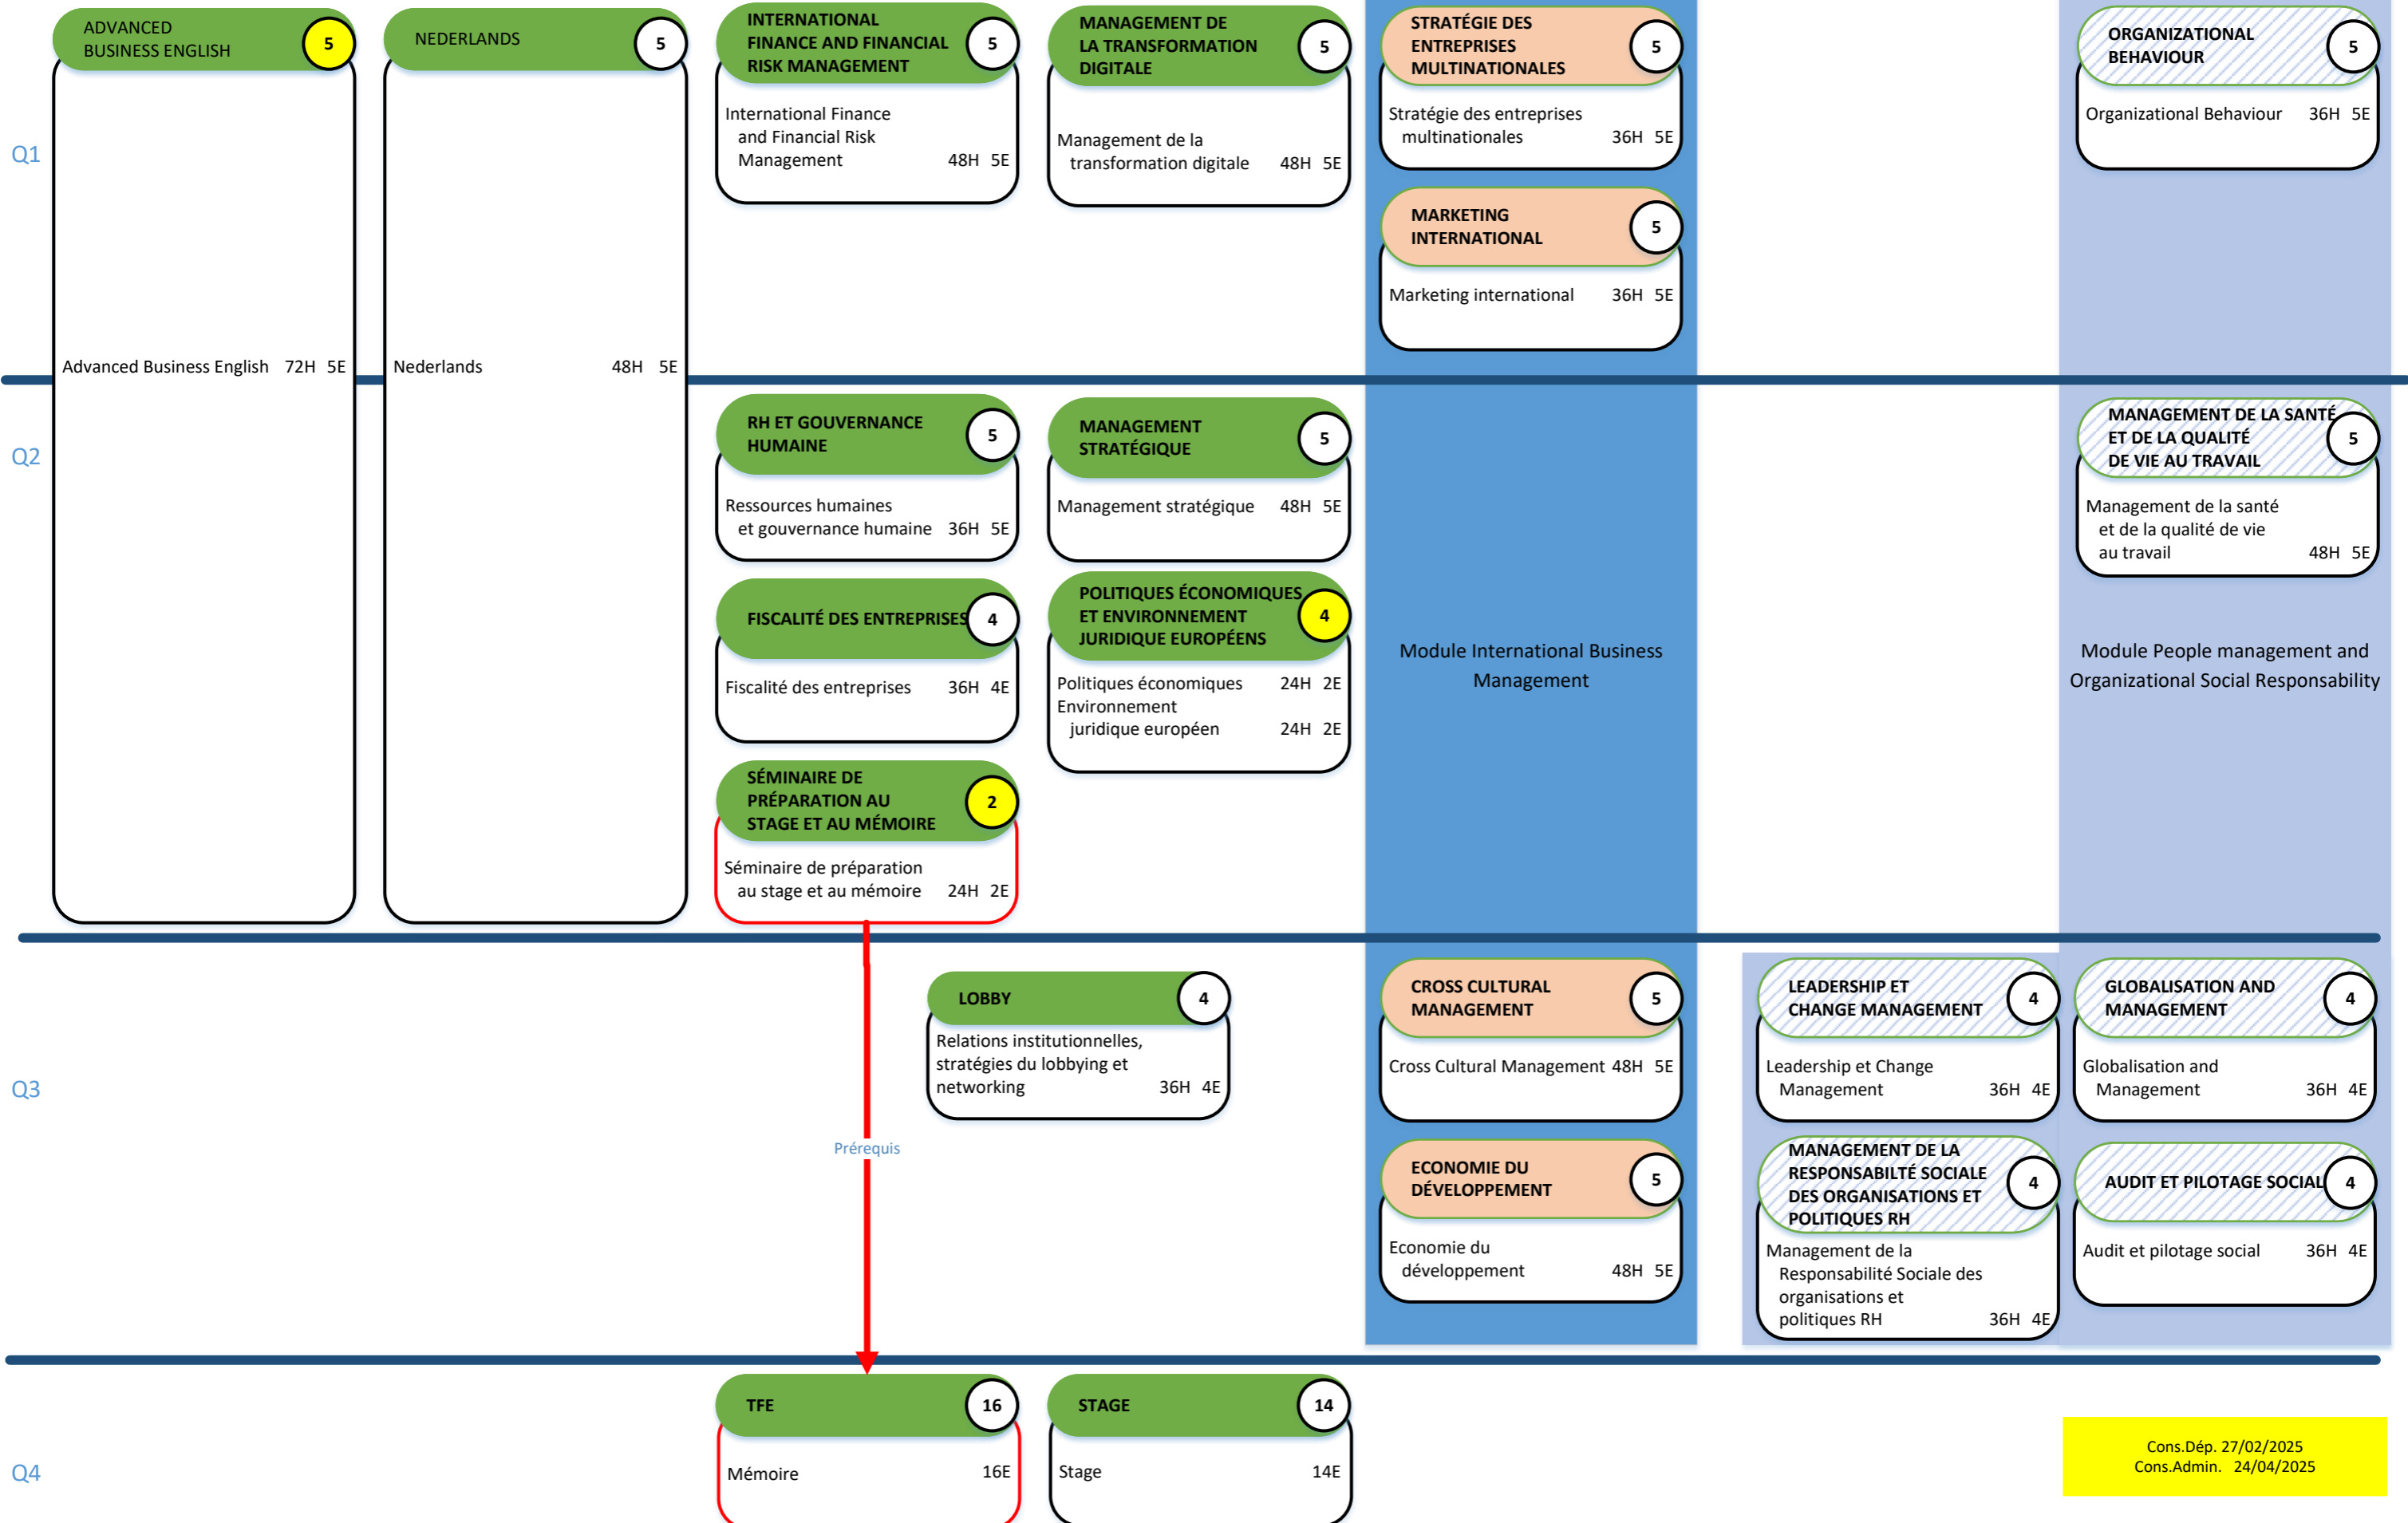 ADVANCED
BUSINESS ENGLISH
5
Advanced Business English 72H 5E
NEDERLANDS
5
Nederlands 48H 5E
INTERNATIONAL
FINANCE AND FINANCIAL
RISK MANAGEMENT
5
International Finance
and Financial Risk
Management 48H 5E
MANAGEMENT DE
LA TRANSFORMATION
DIGITALE
5
Management de la
transformation digitale 48H 5E
STRATÉGIE DES
ENTREPRISES
MULTINATIONALES
5
Stratégie des entreprises
multinationales 36H 5E
MARKETING
INTERNATIONAL
5
Marketing international 36H 5E
ORGANIZATIONAL
BEHAVIOUR
5
Organizational Behaviour 36H 5E
Q1
Q2
RH ET GOUVERNANCE
HUMAINE
5
Ressources humaines
et gouvernance humaine 36H 5E
MANAGEMENT
STRATÉGIQUE
5
Management stratégique 48H 5E
FISCALITÉ DES ENTREPRISES
4
Fiscalité des entreprises 36H 4E
POLITIQUES ÉCONOMIQUES
ET ENVIRONNEMENT
JURIDIQUE EUROPÉENS
4
Politiques économiques 24H 2E
Environnement
juridique européen 24H 2E
SÉMINAIRE DE
PRÉPARATION AU
STAGE ET AU MÉMOIRE
2
Séminaire de préparation
au stage et au mémoire 24H 2E
Module International Business
Management
MANAGEMENT DE LA SANTÉ
ET DE LA QUALITÉ
DE VIE AU TRAVAIL
5
Management de la santé
et de la qualité de vie
au travail 48H 5E
Module People management and
Organizational Social Responsability
Q3
Prérequis
LOBBY
4
Relations institutionnelles,
stratégies du lobbying et
networking 36H 4E
CROSS CULTURAL
MANAGEMENT
5
Cross Cultural Management 48H 5E
ECONOMIE DU
DÉVELOPPEMENT
5
Economie du
développement 48H 5E
LEADERSHIP ET
CHANGE MANAGEMENT
4
Leadership et Change
Management 36H 4E
GLOBALISATION AND
MANAGEMENT
4
Globalisation and
Management 36H 4E
MANAGEMENT DE LA
RESPONSABILTÉ SOCIALE
DES ORGANISATIONS ET
POLITIQUES RH
4
Management de la
Responsabilité Sociale des
organisations et
politiques RH 36H 4E
AUDIT ET PILOTAGE SOCIAL
4
Audit et pilotage social 36H 4E
Q4
TFE
16
Mémoire 16E
STAGE
14
Stage 14E
Cons.Dép. 27/02/2025
Cons.Admin. 24/04/2025